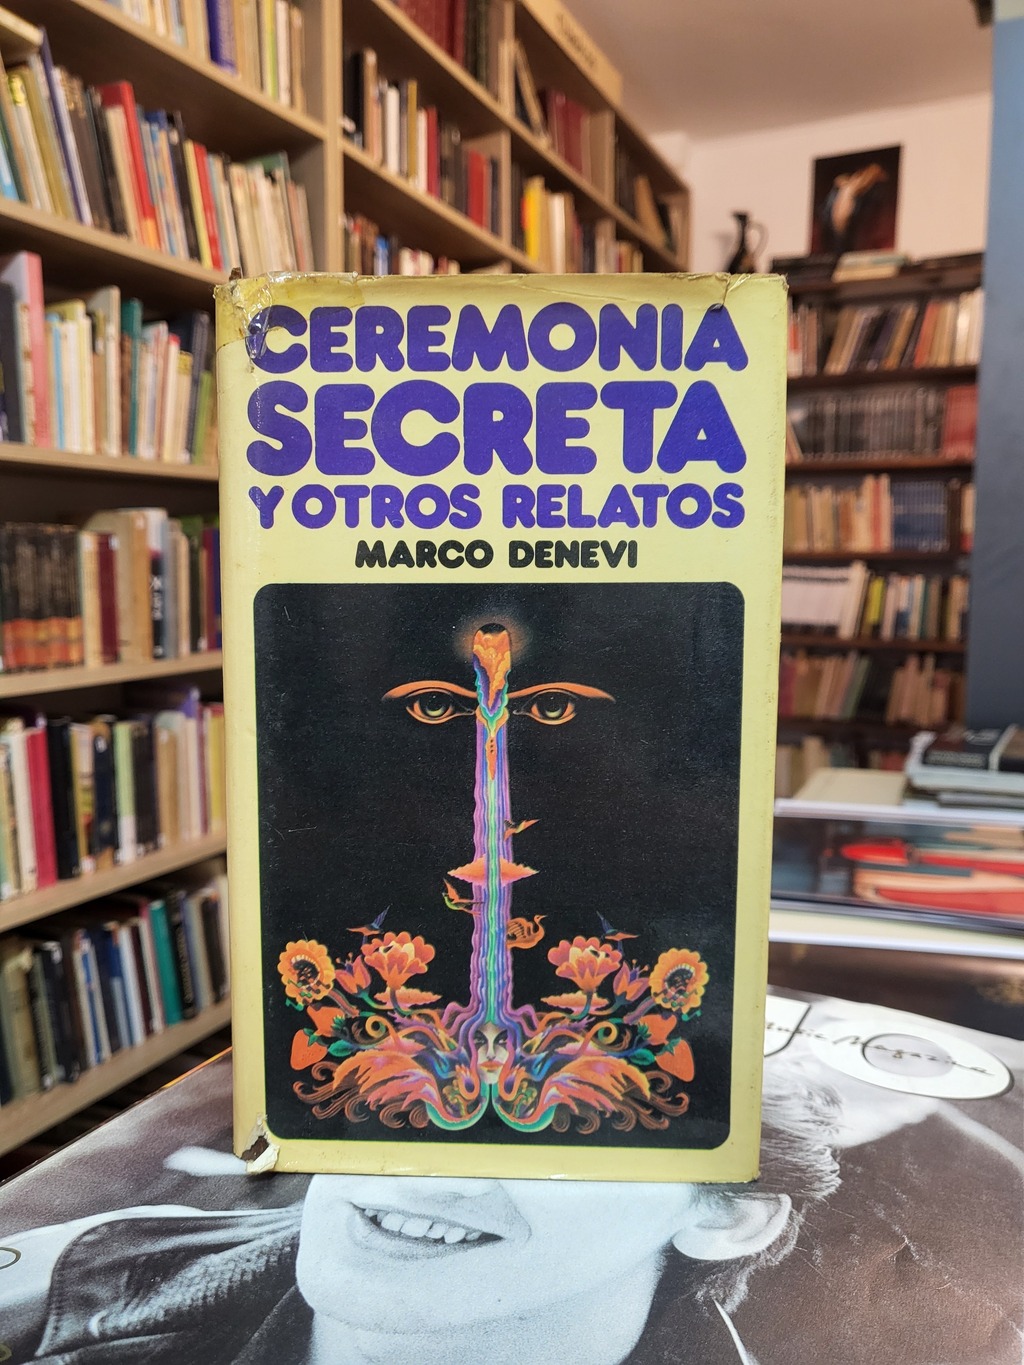 CEREMONIA
SECRETA
Y OTROS RELATOS
MARCO DENEVI